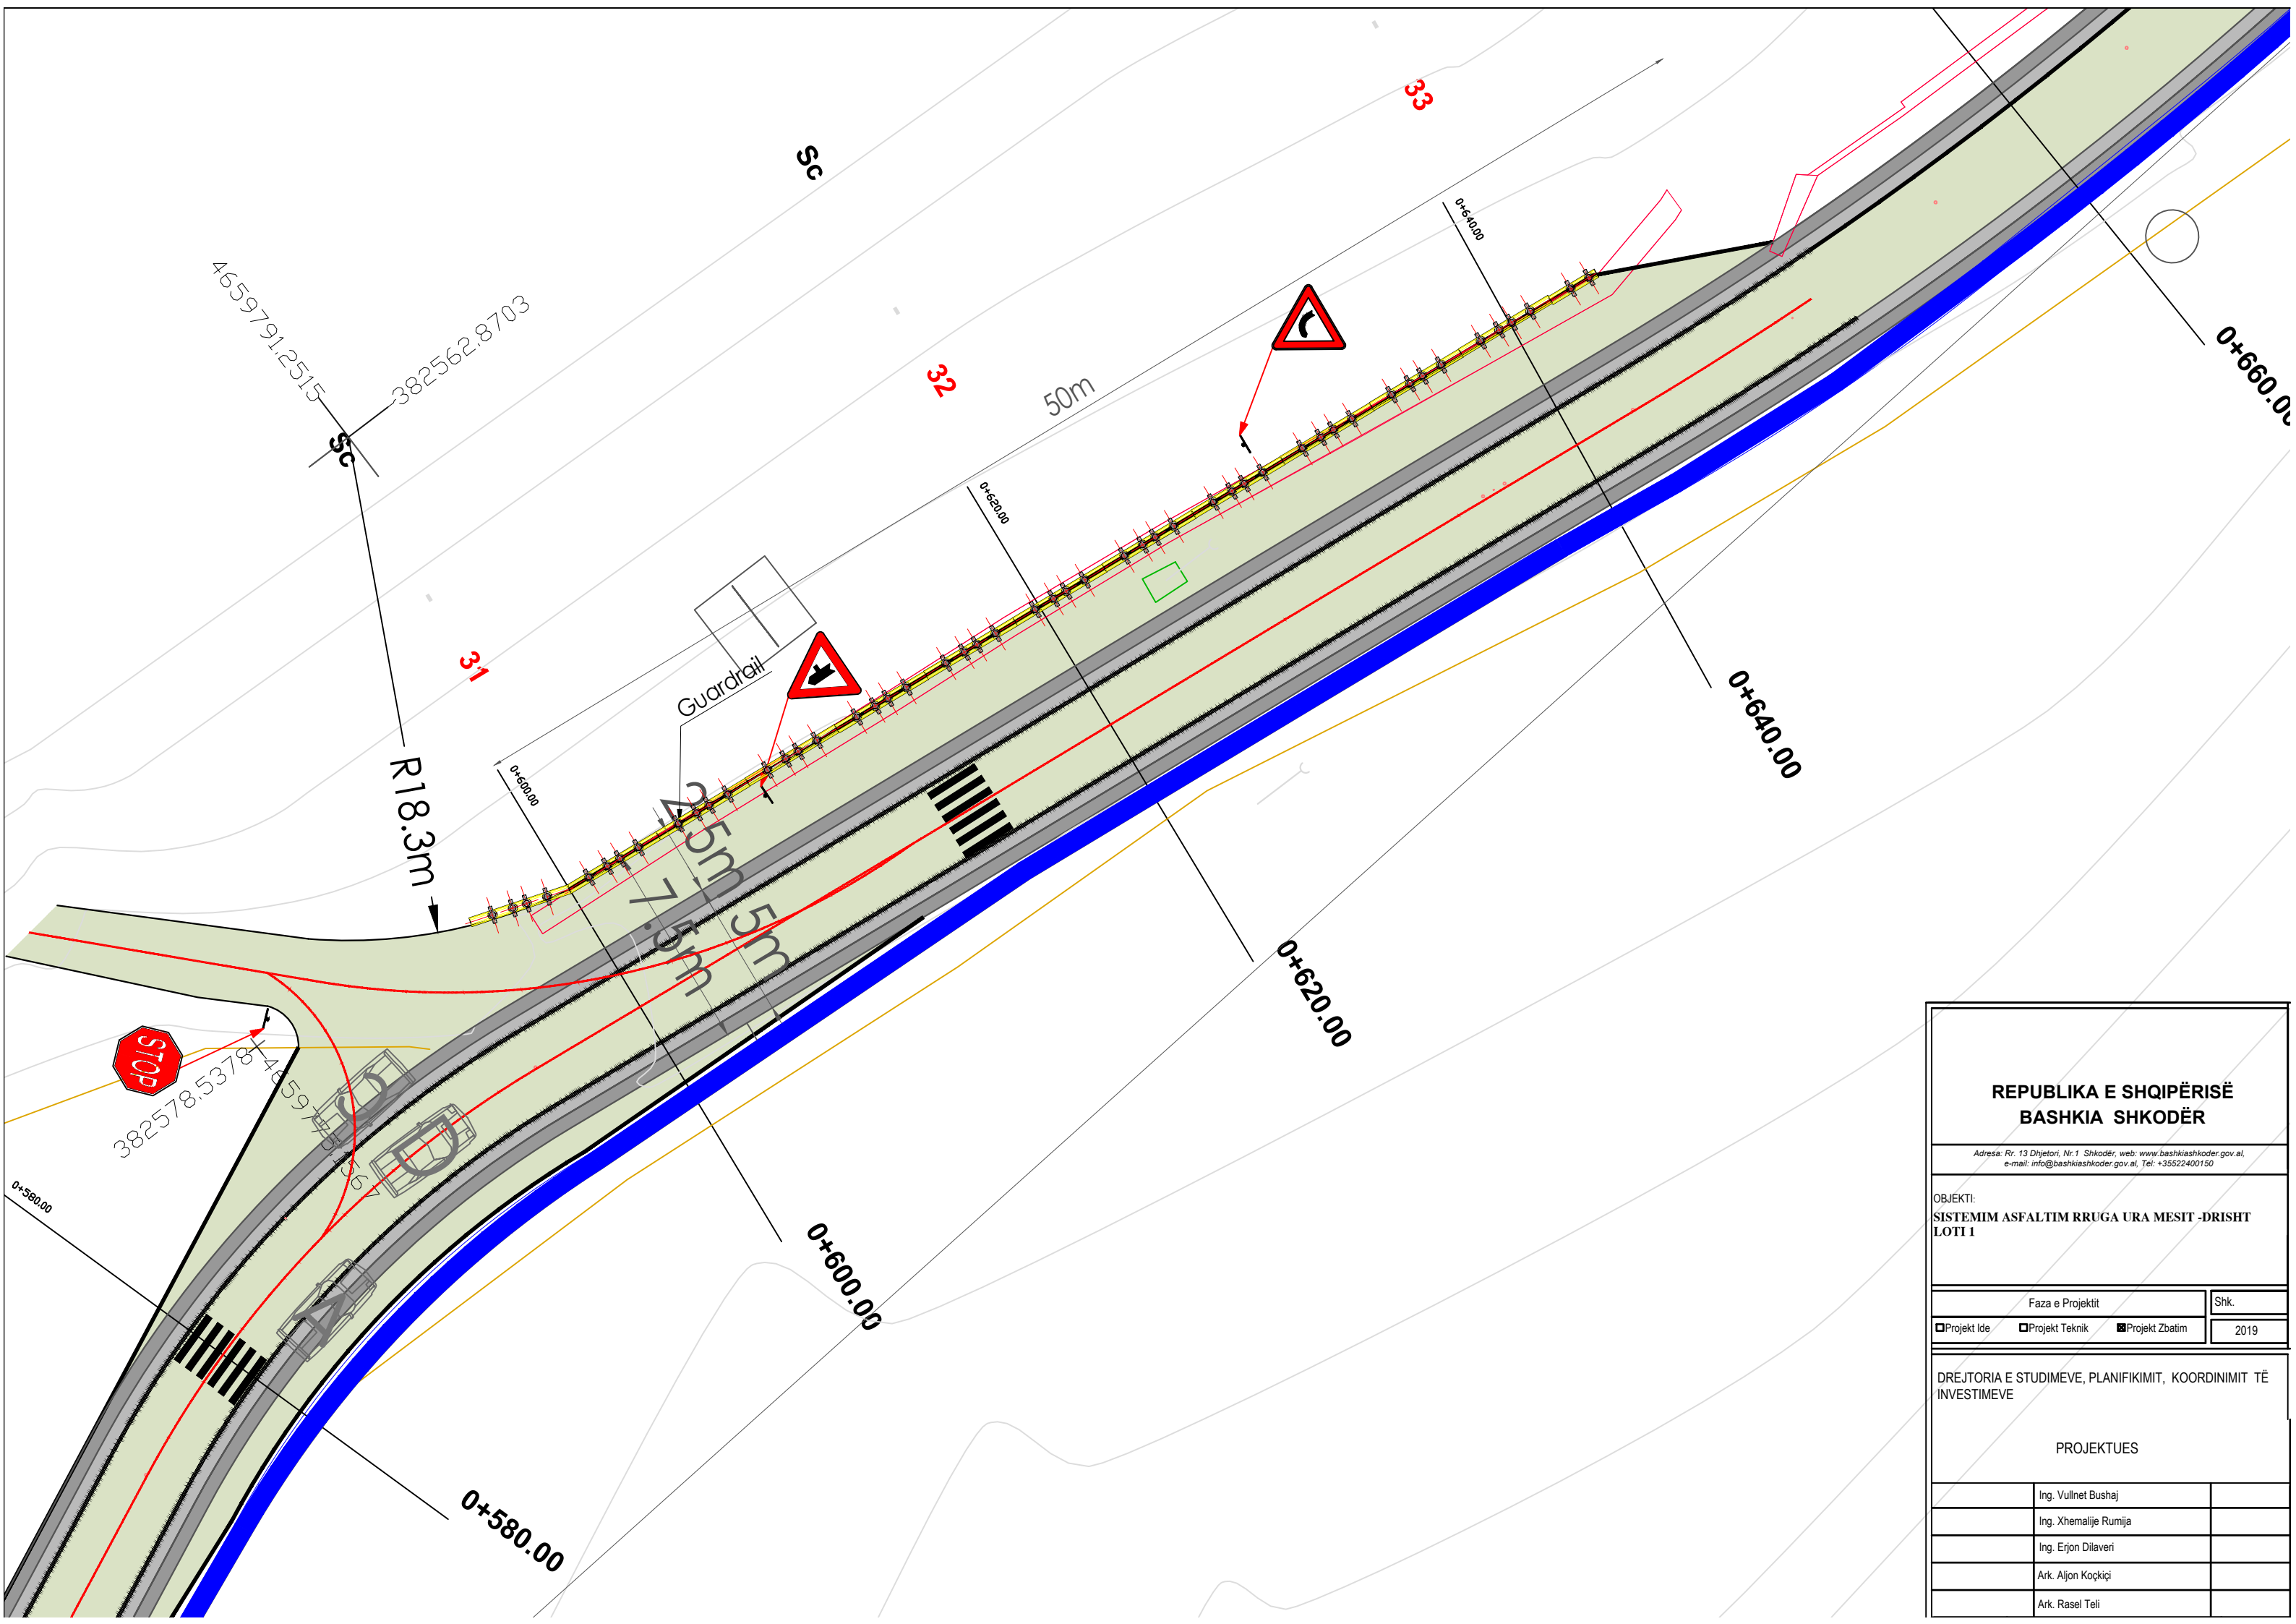 33
Sc
4659791.2515
382562.8703
Sc
0+640.00
32
50m
0+660.00
0+620.00
31
Guardrail
0+640.00
R18.3m
0+600.00
2.5m
5m
7.5m
0+620.00
STOP
382578.5378
C
D
A
0+580.00
0+600.00
0+580.00
REPUBLIKA E SHQIPËRISË
BASHKIA SHKODËR
Adresa: Rr. 13 Dhjetori, Nr.1 Shkodër, web: www.bashkiashkoder.gov.al,
e-mail: info@bashkiashkoder.gov.al, Tel: +35522400150
OBJEKTI:
SISTEMIM ASFALTIM RRUGA URA MESIT -DRISHT
LOTI 1
Faza e Projektit
Shk.
Projekt Ide Projekt Teknik Projekt Zbatim
2019
DREJTORIA E STUDIMEVE, PLANIFIKIMIT, KOORDINIMIT TË
INVESTIMEVE
PROJEKTUES
Ing. Vullnet Bushaj
Ing. Xhemalije Rumija
Ing. Erjon Dilaveri
Ark. Aljon Koçkiçi
Ark. Rasel Teli